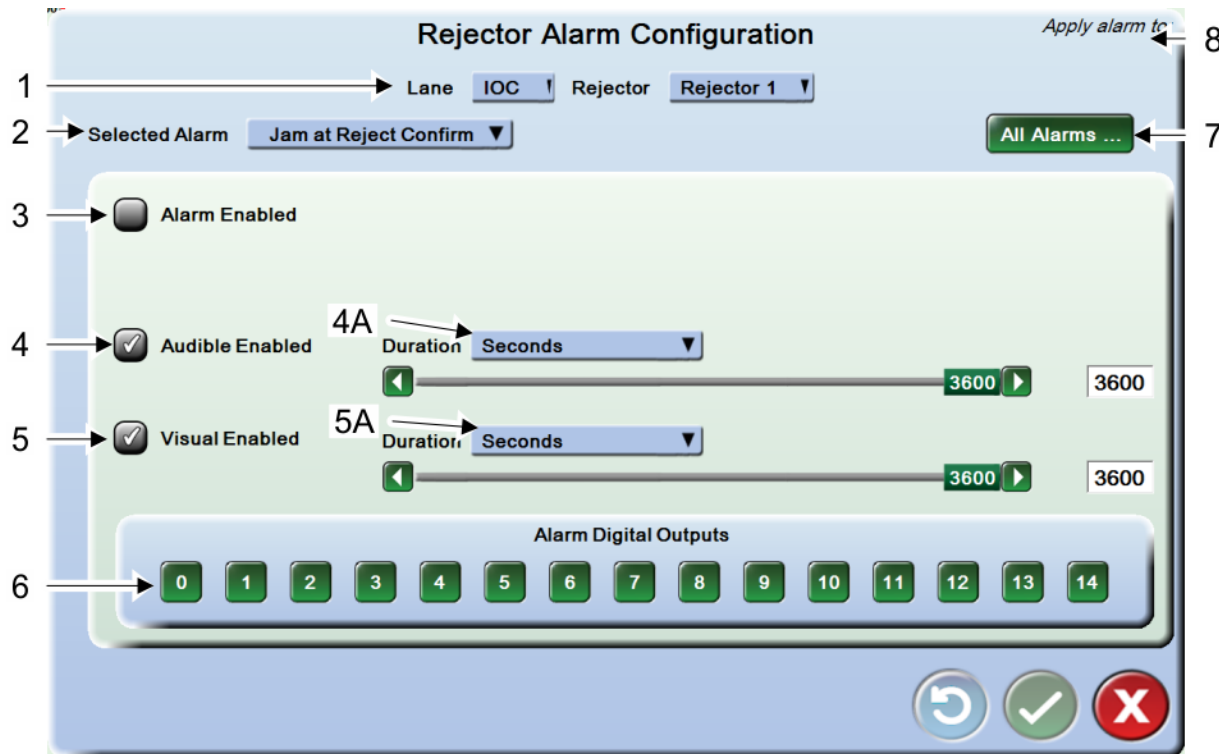 Rejector Alarm Configuration
Apply alarm to:
8
1
Lane IOC Rejector Rejector 1
2
Selected Alarm Jam at Reject Confirm
All Alarms ...
7
3
Alarm Enabled
4A
4
Audible Enabled Duration Seconds
3600 3600
5A
5
Visual Enabled Duration Seconds
3600 3600
Alarm Digital Outputs
6
0 1 2 3 4 5 6 7 8 9 10 11 12 13 14